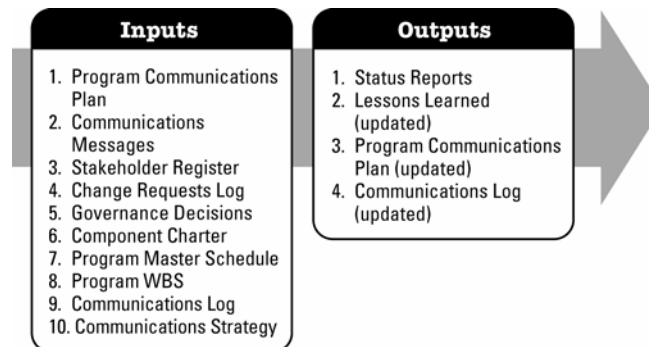 Inputs
1. Program Communications
Plan
2. Communications
Messages
3. Stakeholder Register
4. Change Requests Log
5. Governance Decisions
6. Component Charter
7. Program Master Schedule
8. Program WBS
9. Communications Log
10. Communications Strategy
Outputs
1. Status Reports
2. Lessons Learned
(updated)
3. Program Communications
Plan (updated)
4. Communications Log
(updated)